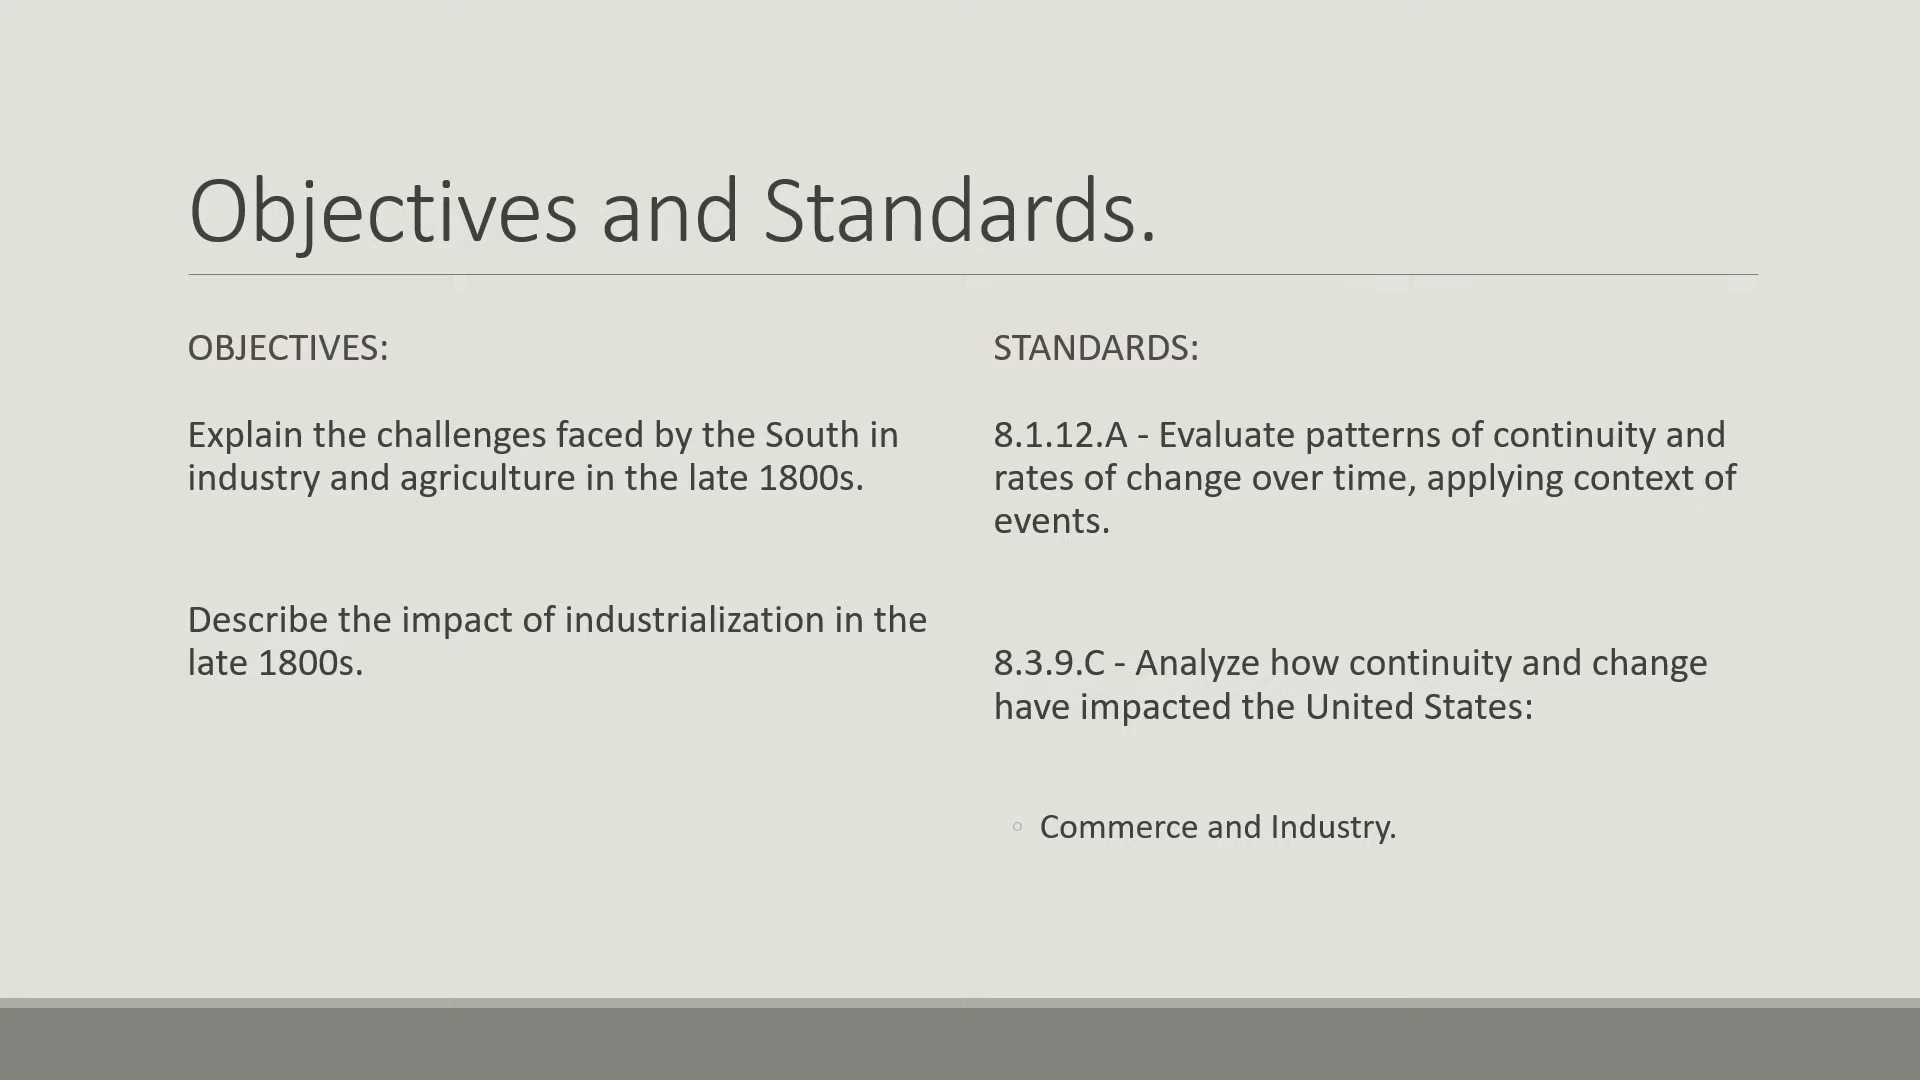 Objectives and Standards.
OBJECTIVES:
Explain the challenges faced by the South in
industry and agriculture in the late 1800s.
Describe the impact of industrialization in the
late 1800s.
STANDARDS:
8.1.12.A - Evaluate patterns of continuity and
rates of change over time, applying context of
events.
8.3.9.C - Analyze how continuity and change
have impacted the United States:
◦ Commerce and Industry.